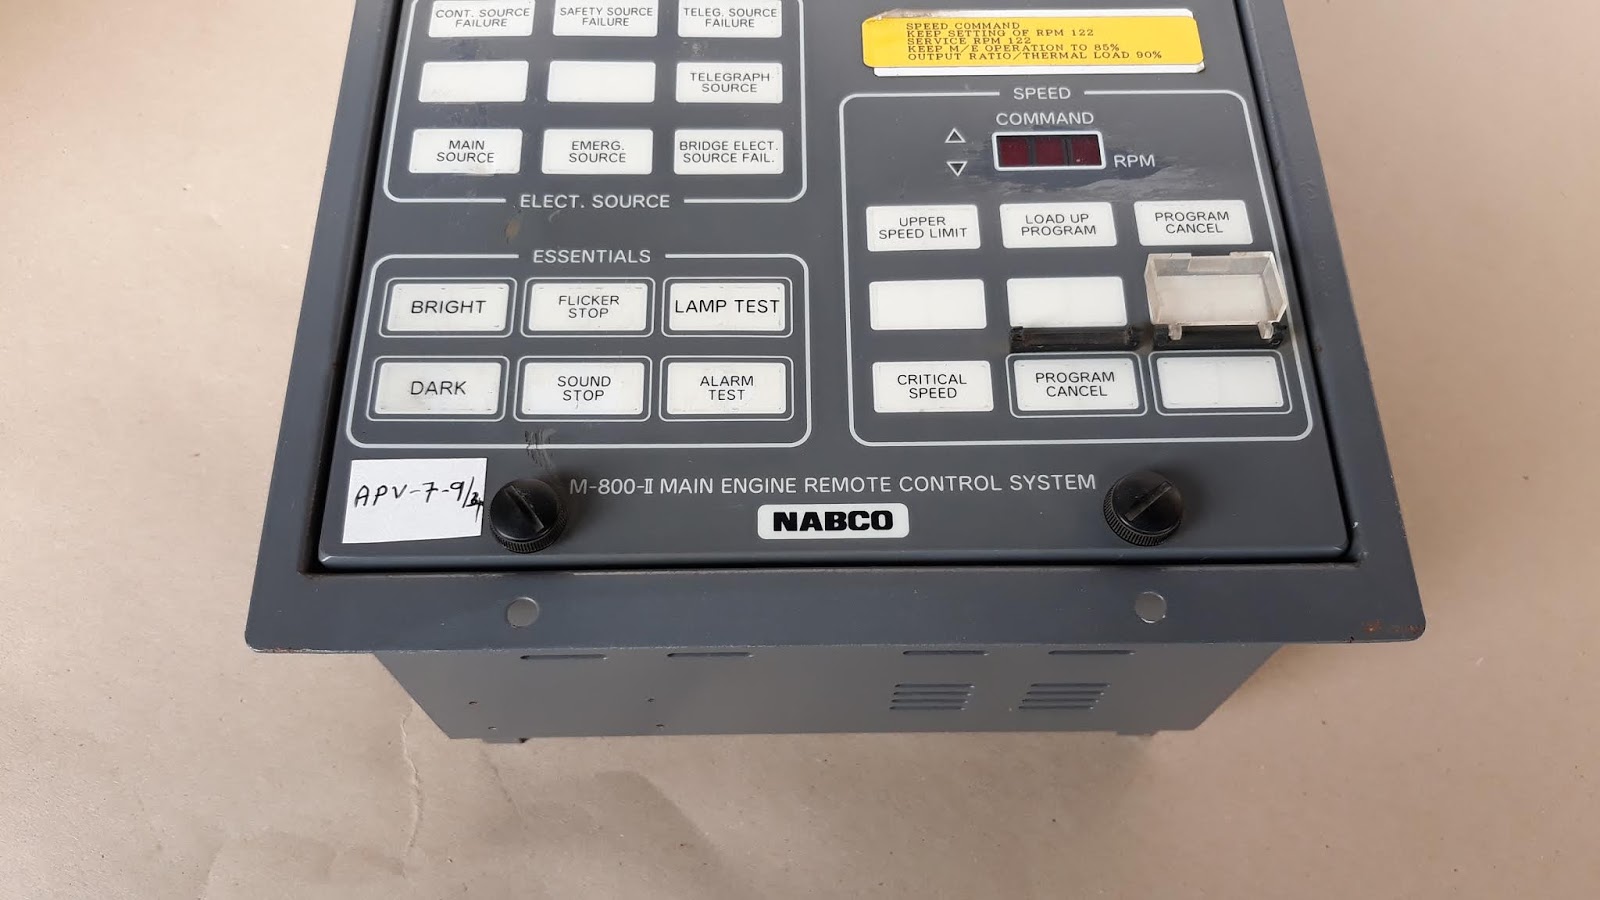 CONT. SOURCE
FAILURE
SAFETY SOURCE
FAILURE
TELEG. SOURCE
FAILURE
TELEGRAPH
SOURCE
MAIN
SOURCE
EMERG.
SOURCE
BRIDGE ELECT.
SOURCE FAIL.
ELECT. SOURCE
SPEED COMMAND
KEEP SETTING OF RPM 122
SERVICE RPM 122
KEEP M/E OPERATION TO 85%
OUTPUT RATIO/THERMAL LOAD 90%
SPEED
COMMAND
RPM
UPPER
SPEED LIMIT
LOAD UP
PROGRAM
PROGRAM
CANCEL
CRITICAL
SPEED
PROGRAM
CANCEL
ESSENTIALS
BRIGHT
FLICKER
STOP
LAMP TEST
DARK
SOUND
STOP
ALARM
TEST
APV-7-9/
M-800-II MAIN ENGINE REMOTE CONTROL SYSTEM
NABCO